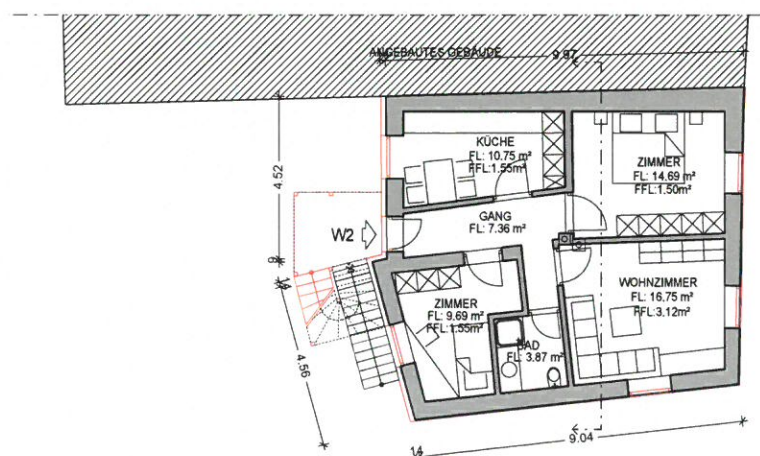 ANGEBAUTES GEBÄUDE
9.97
4.52
KÜCHE
FL: 10.75 m²
FFL:1.55m²
ZIMMER
FL: 14.69 m²
FFL:1.50m²
GANG
FL: 7.36 m²
W2
ZIMMER
FL: 9.69 m²
FFL:1.55m²
WOHNZIMMER
FL: 16.75 m²
FFL:3.12m²
BAD
FL: 3.87 m²
4.56
14
9.04